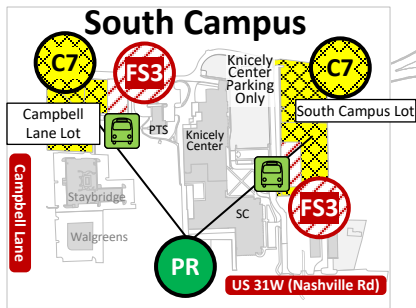 South Campus
C7
FS3
C7
Knicely
Center
Parking
Only
Campbell
Lane Lot
South Campus Lot
PTS
Knicely
Center
Campbell Lane
Staybridge
SC
FS3
Walgreens
PR
US 31W (Nashville Rd)